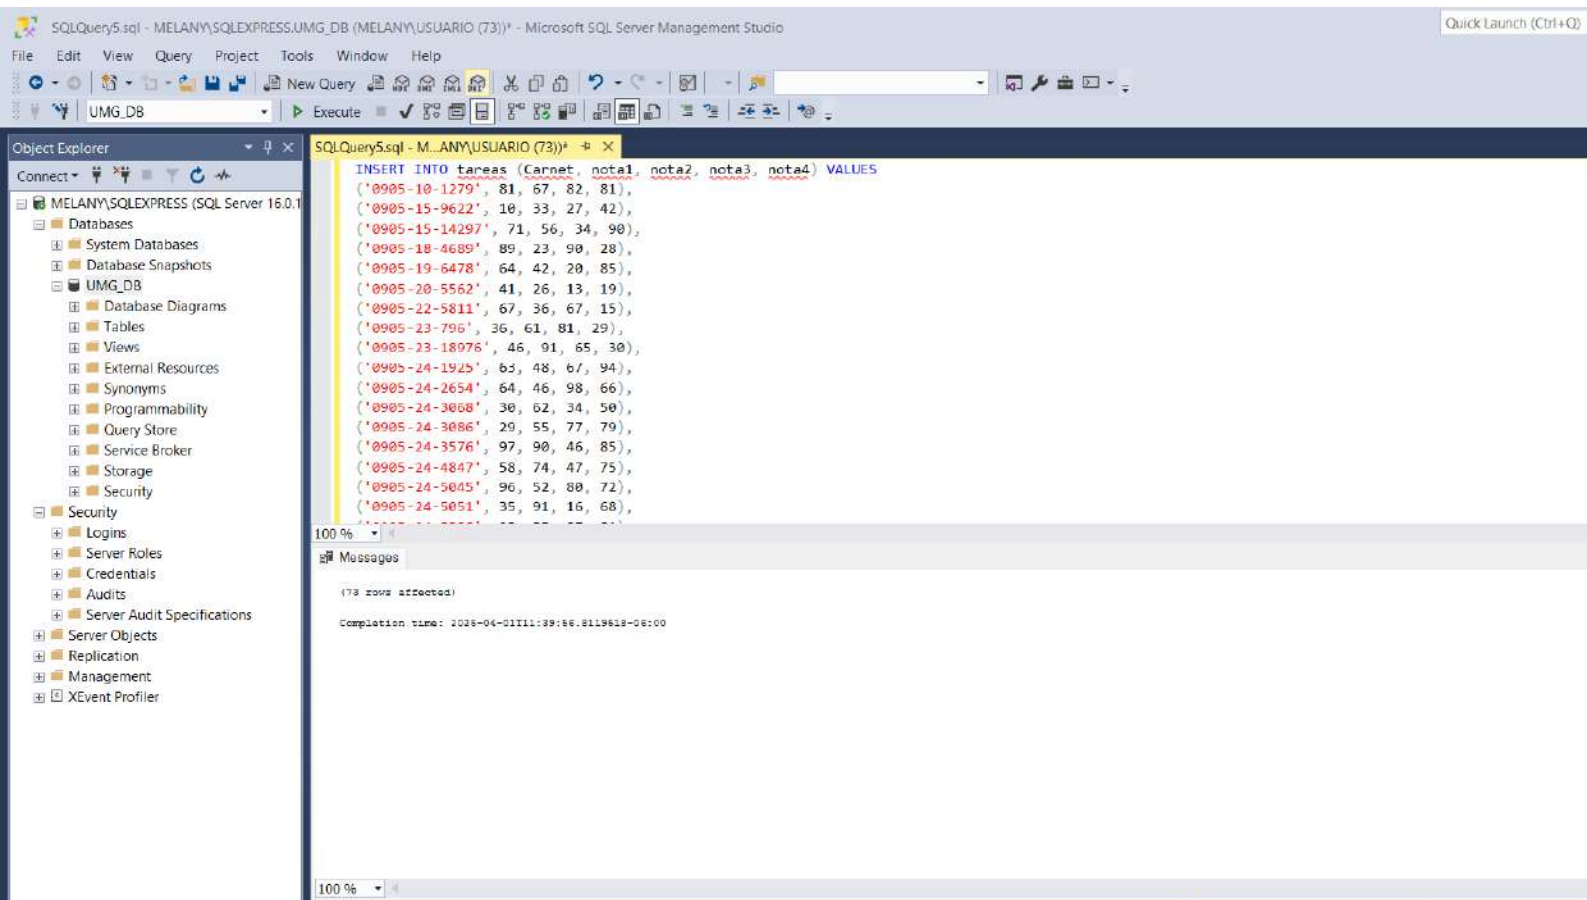 SQLQuery5.sql - MELANY\SQLEXPRESS.UMG_DB (MELANY\USUARIO (73))* - Microsoft SQL Server Management Studio
Quick Launch (Ctrl+Q)
File Edit View Query Project Tools Window Help
New Query
UMG_DB
Execute
Object Explorer
Connect
MELANY\SQLEXPRESS (SQL Server 16.0.1
Databases
System Databases
Database Snapshots
UMG_DB
Database Diagrams
Tables
Views
External Resources
Synonyms
Programmability
Query Store
Service Broker
Storage
Security
Security
Logins
Server Roles
Credentials
Audits
Server Audit Specifications
Server Objects
Replication
Management
XEvent Profiler
SQLQuery5.sql - M...ANY\USUARIO (73))*
INSERT INTO tareas (Carnet, nota1, nota2, nota3, nota4) VALUES
('0905-10-1279', 81, 67, 82, 81),
('0905-15-9622', 10, 33, 27, 42),
('0905-15-14297', 71, 56, 34, 90),
('0905-18-4689', 89, 23, 90, 28),
('0905-19-6478', 64, 42, 20, 85),
('0905-20-5562', 41, 26, 13, 19),
('0905-22-5811', 67, 36, 67, 15),
('0905-23-796', 36, 61, 81, 29),
('0905-23-18976', 46, 91, 65, 30),
('0905-24-1925', 63, 48, 67, 94),
('0905-24-2654', 64, 46, 98, 66),
('0905-24-3068', 30, 62, 34, 50),
('0905-24-3086', 29, 55, 77, 79),
('0905-24-3576', 97, 90, 46, 85),
('0905-24-4847', 58, 74, 47, 75),
('0905-24-5045', 96, 52, 80, 72),
('0905-24-5051', 35, 91, 16, 68),
100 %
Messages
(73 rows affected)
Completion time:
100 %